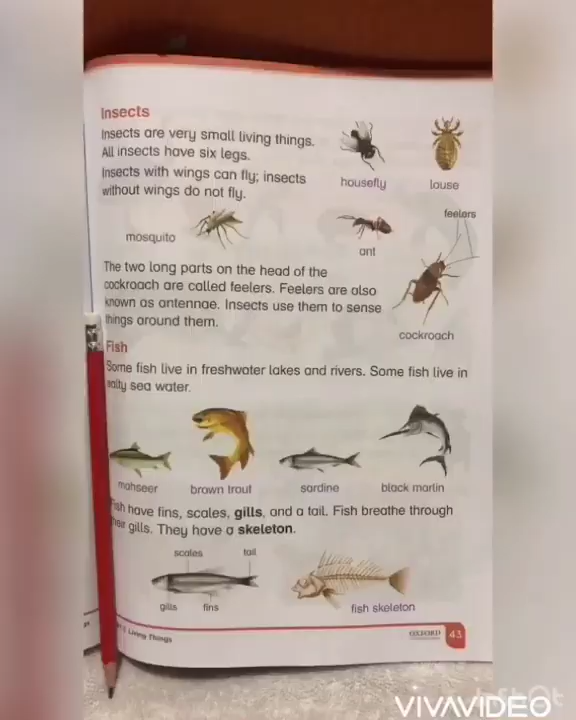 Insects
Insects are very small living things.
All insects have six legs.
Insects with wings can fly; insects
without wings do not fly.
housefly
louse
feelers
mosquito
ant
The two long parts on the head of the
cockroach are called feelers. Feelers are also
known as antennae. Insects use them to sense
things around them.
cockroach
Fish
Some fish live in freshwater lakes and rivers. Some fish live in
salty sea water.
mahseer
brown trout
sardine
black marlin
Fish have fins, scales, gills, and a tail. Fish breathe through
their gills. They have a skeleton.
scales
tail
gills
fins
fish skeleton
Living Things
OXFORD
43
VIVAVIDEO